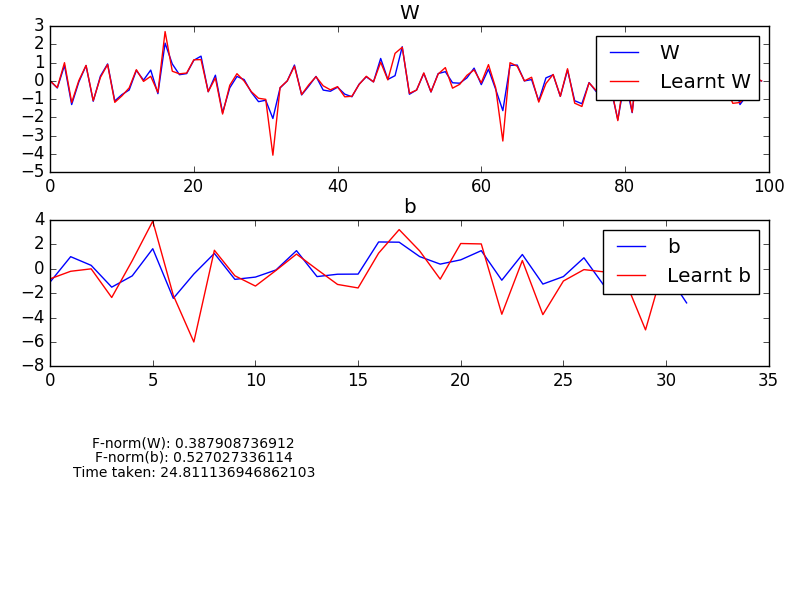 W
3
2
1
0
−1
−2
−3
−4
−5
0 20 40 60 80 100
W
Learnt W
b
4
2
0
−2
−4
−6
−8
0 5 10 15 20 25 30 35
b
Learnt b
F-norm(W): 0.387908736912
F-norm(b): 0.527027336114
Time taken: 24.811136946862103